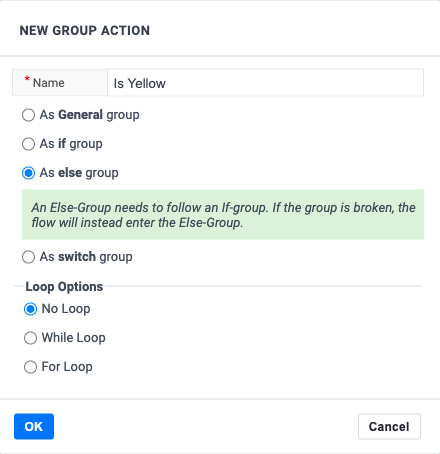 NEW GROUP ACTION
* Name Is Yellow
As General group
As if group
As else group
An Else-Group needs to follow an If-group. If the group is broken, the
flow will instead enter the Else-Group.
As switch group
Loop Options
No Loop
While Loop
For Loop
OK Cancel